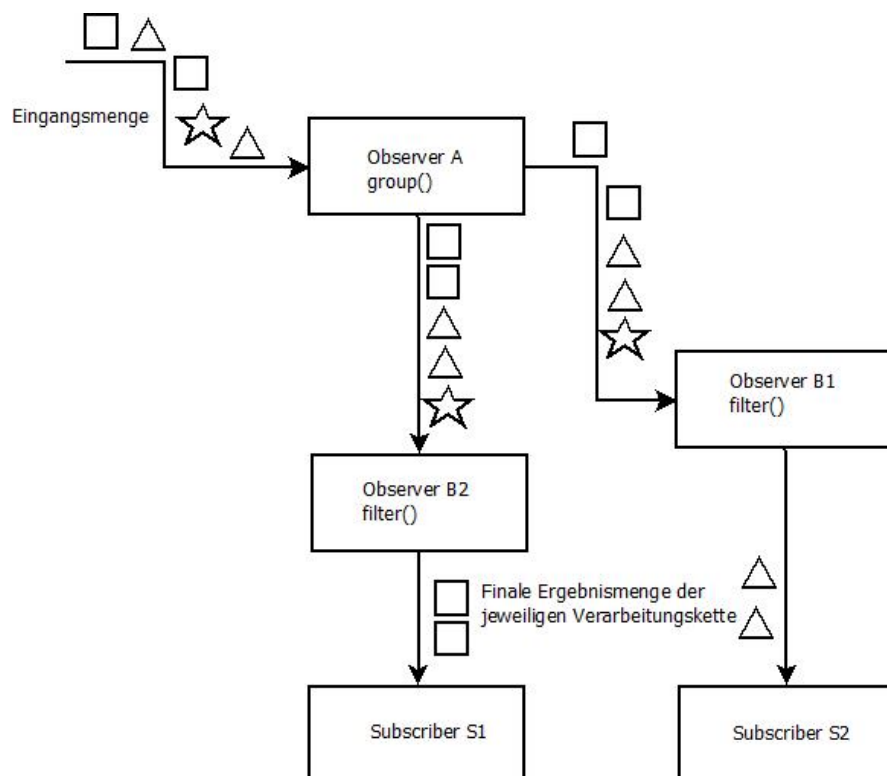 Eingangsmenge
Observer A
group()
Observer B1
filter()
Observer B2
filter()
Finale Ergebnismenge der
jeweiligen Verarbeitungskette
Subscriber S1
Subscriber S2